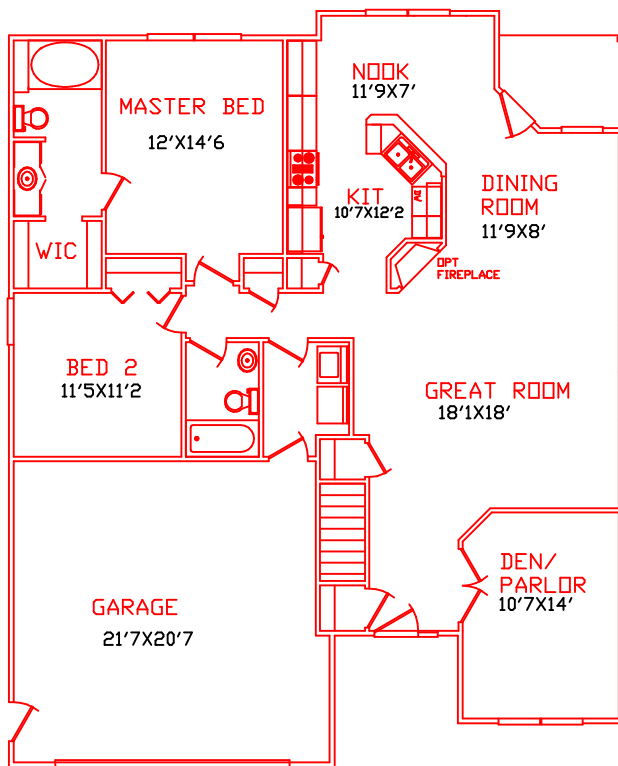 NOOK
11'9X7'
MASTER BED
12'X14'6
DINING
ROOM
11'9X8'
KIT
10'7X12'2
DW
WIC
OPT
FIREPLACE
BED 2
11'5X11'2
GREAT ROOM
18'1X18'
DEN/
PARLOR
10'7X14'
GARAGE
21'7X20'7